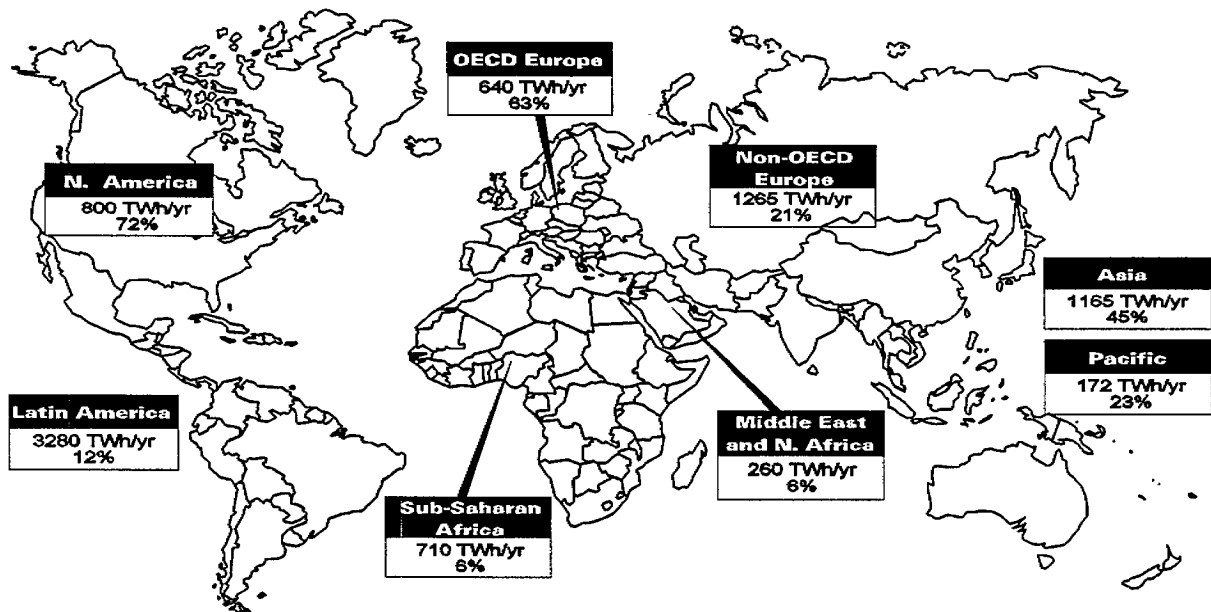 OECD Europe
640 TWh/yr
63%
N. America
800 TWh/yr
72%
Non-OECD
Europe
1265 TWh/yr
21%
Asia
1165 TWh/yr
45%
Pacific
172 TWh/yr
23%
Latin America
3280 TWh/yr
12%
Middle East
and N. Africa
260 TWh/yr
6%
Sub-Saharan
Africa
710 TWh/yr
6%